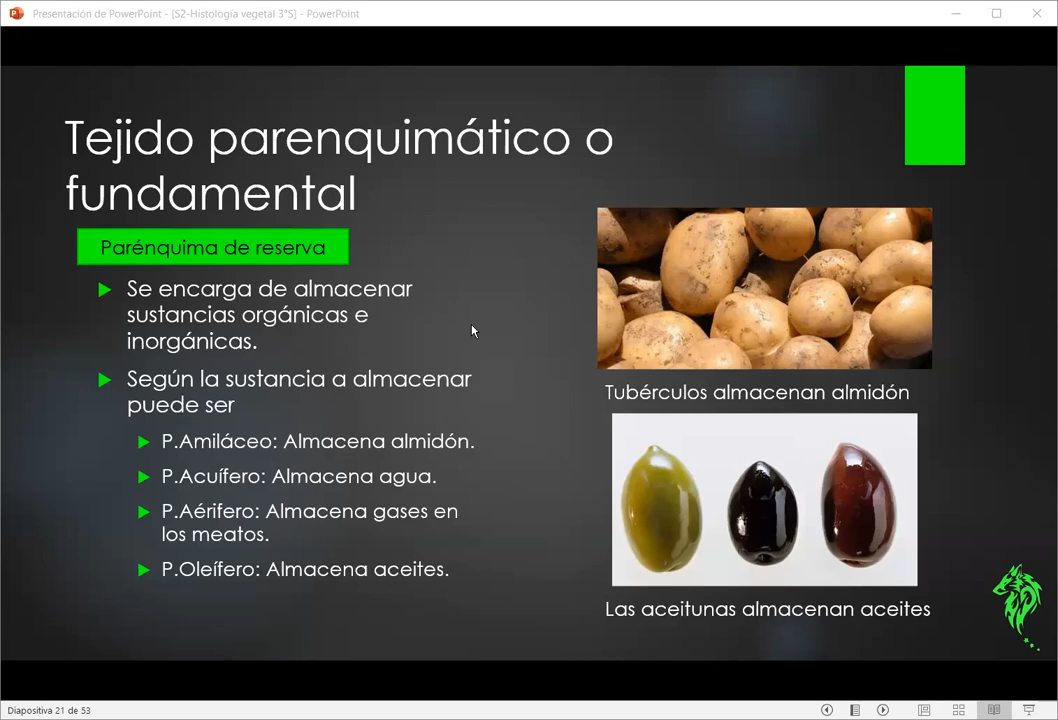 Presentación de PowerPoint - [S2-Histología vegetal 3°S] - PowerPoint
Tejido parenquimático o
fundamental
Parénquima de reserva
Se encarga de almacenar
sustancias orgánicas e
inorgánicas.
Según la sustancia a almacenar
puede ser
P.Amiláceo: Almacena almidón.
P.Acuífero: Almacena agua.
P.Aérifero: Almacena gases en
los meatos.
P.Oleífero: Almacena aceites.
Tubérculos almacenan almidón
Las aceitunas almacenan aceites
Diapositiva 21 de 53